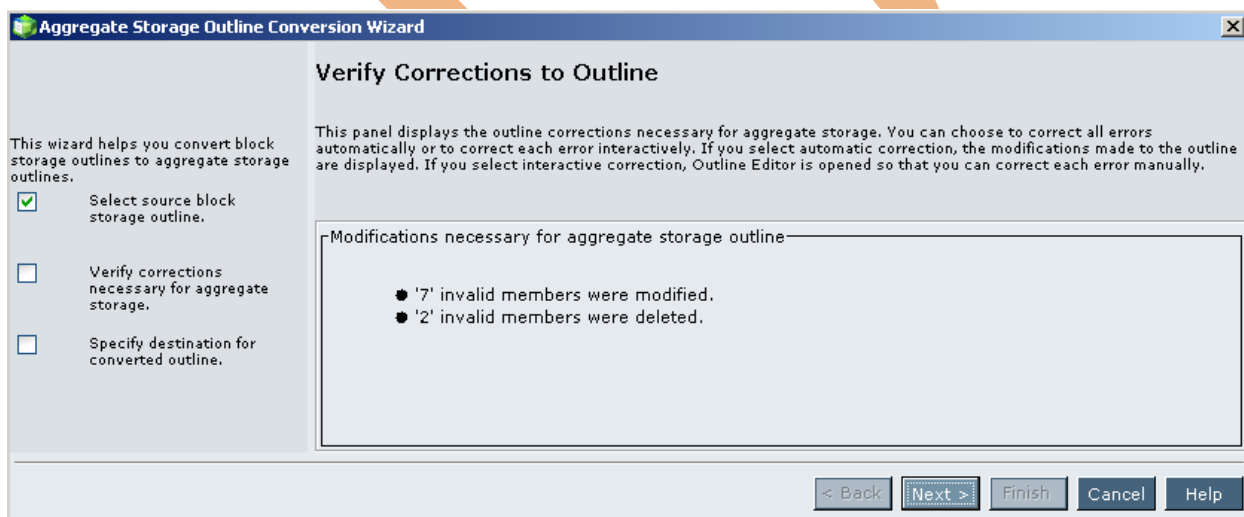 Aggregate Storage Outline Conversion Wizard
Verify Corrections to Outline
This panel displays the outline corrections necessary for aggregate storage. You can choose to correct all errors
automatically or to correct each error interactively. If you select automatic correction, the modifications made to the outline
are displayed. If you select interactive correction, Outline Editor is opened so that you can correct each error manually.
This wizard helps you convert block
storage outlines to aggregate storage
outlines.
Select source block
storage outline.
Verify corrections
necessary for aggregate
storage.
Specify destination for
converted outline.
Modifications necessary for aggregate storage outline
'7' invalid members were modified.
'2' invalid members were deleted.
< Back Next > Finish Cancel Help